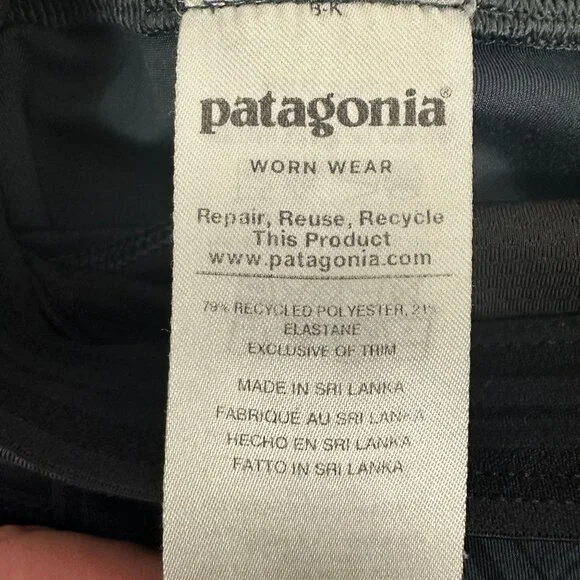 B-K
patagonia®
WORN WEAR
Repair, Reuse, Recycle
This Product
www.patagonia.com
79% RECYCLED POLYESTER, 21%
ELASTANE
EXCLUSIVE OF TRIM
MADE IN SRI LANKA
FABRIQUÉ AU SRI LANKA
HECHO EN SRI LANKA
FATTO IN SRI LANKA